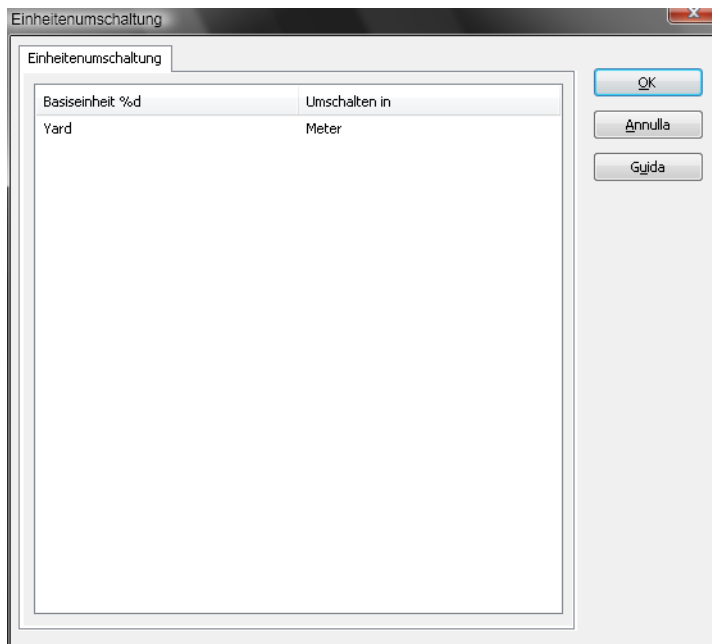 Einheitenumschaltung
Einheitenumschaltung
Basiseinheit %d Umschalten in
Yard Meter
OK
Annulla
Guida